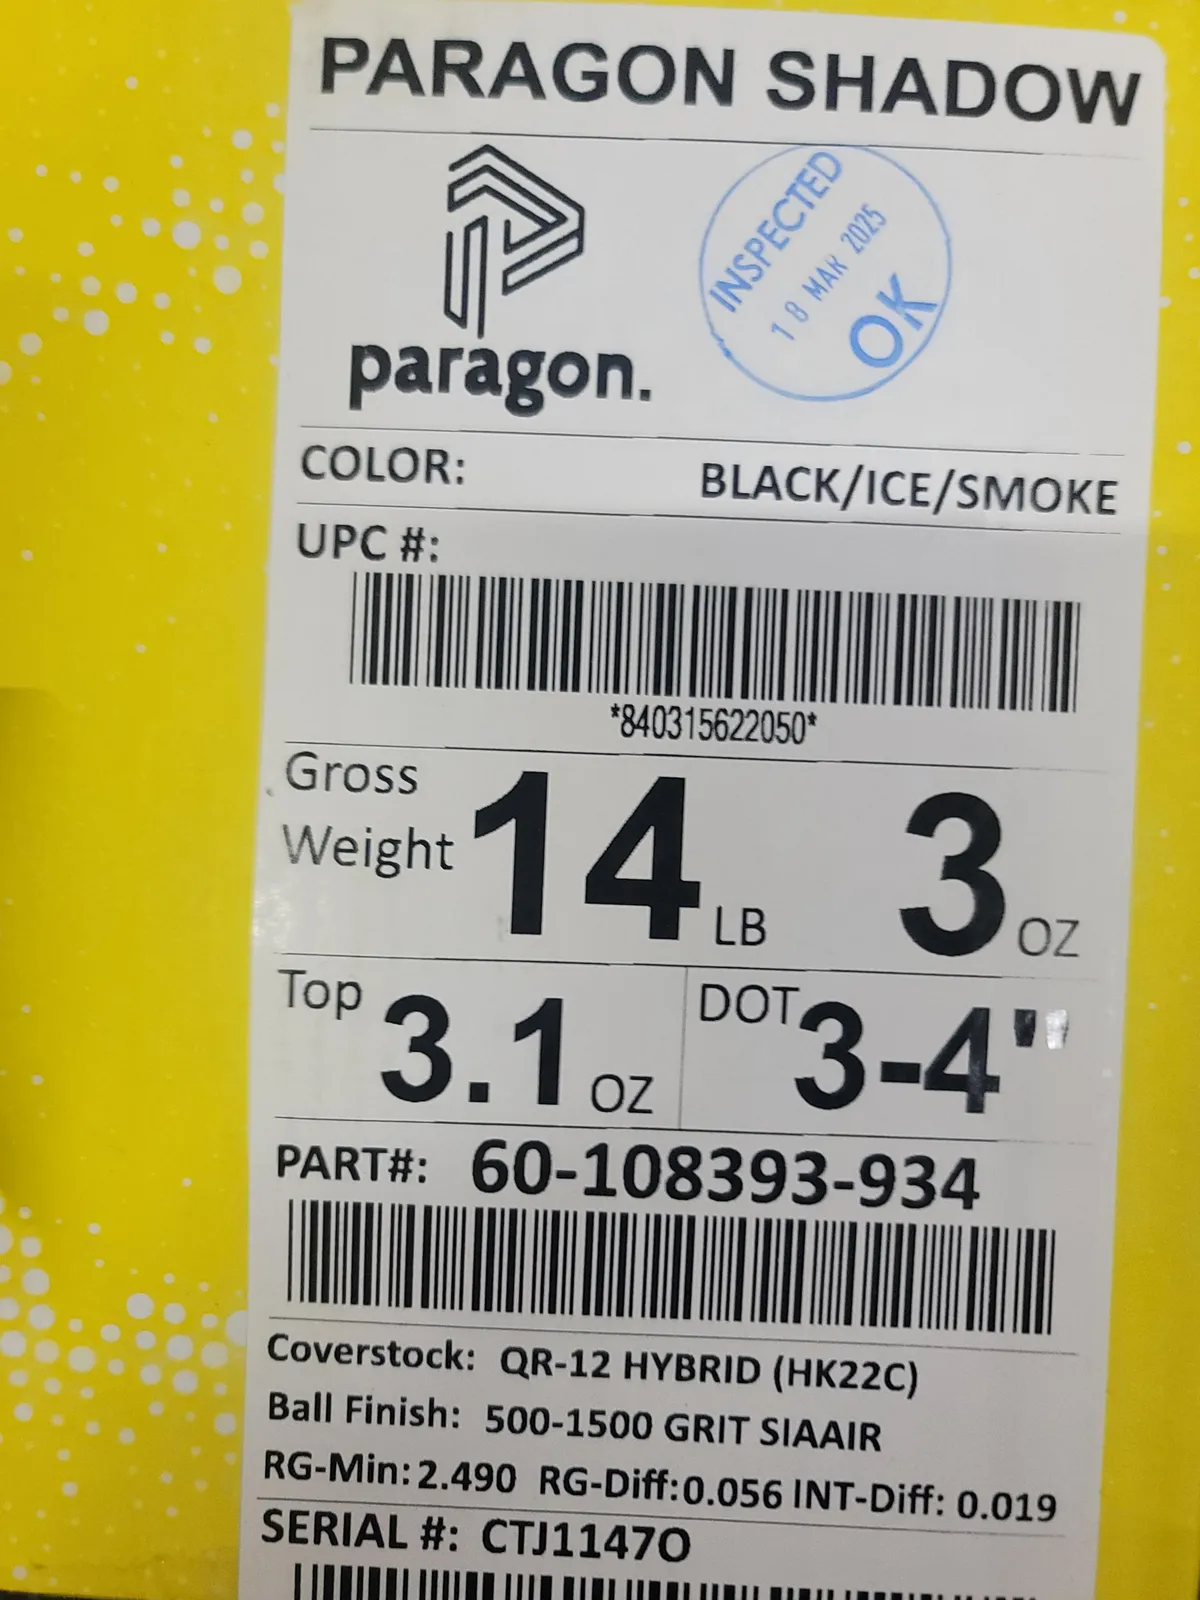 PARAGON SHADOW
paragon.
INSPECTED
18 MAR 2025
OK
COLOR: BLACK/ICE/SMOKE
UPC #:
*840315622050*
Gross Weight 14 LB 3 OZ
Top 3.1 OZ DOT 3-4"
PART#: 60-108393-934
Coverstock: QR-12 HYBRID (HK22C)
Ball Finish: 500-1500 GRIT SIAAIR
RG-Min: 2.490 RG-Diff: 0.056 INT-Diff: 0.019
SERIAL #: CTJ1147O